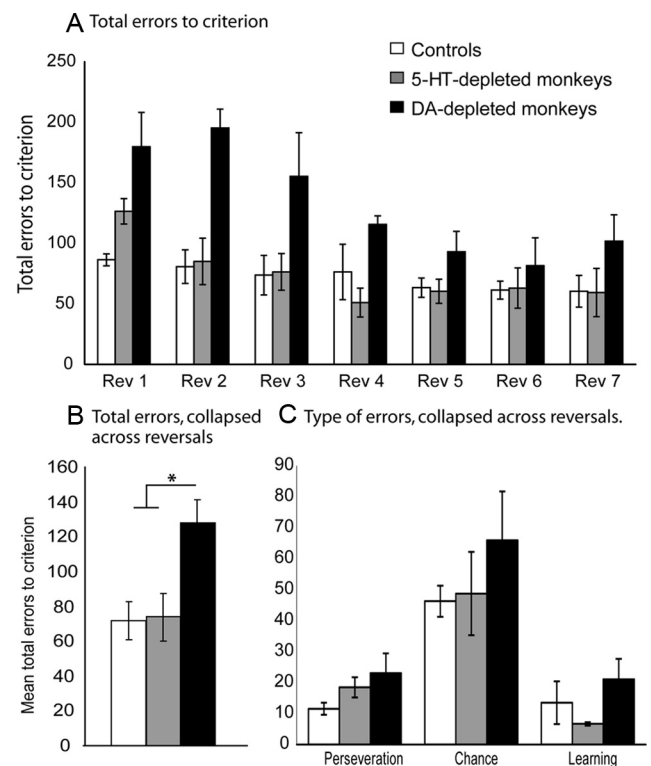 A Total errors to criterion
Controls
5-HT-depleted monkeys
DA-depleted monkeys
Total errors to criterion
250
200
150
100
50
0
Rev 1 Rev 2 Rev 3 Rev 4 Rev 5 Rev 6 Rev 7
B Total errors, collapsed
across reversals
Mean total errors to criterion
160
140
120
100
80
60
40
20
0
*
C Type of errors, collapsed across reversals.
90
80
70
60
50
40
30
20
10
0
Perseveration Chance Learning